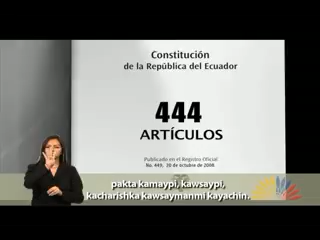 Constitución
de la República del Ecuador
444
ARTÍCULOS
Publicado en el Registro Oficial
No. 449, 20 de octubre de 2008
pakta kamaypi, kawsaypi,
kacharishka kawsaymanmi kayachin.